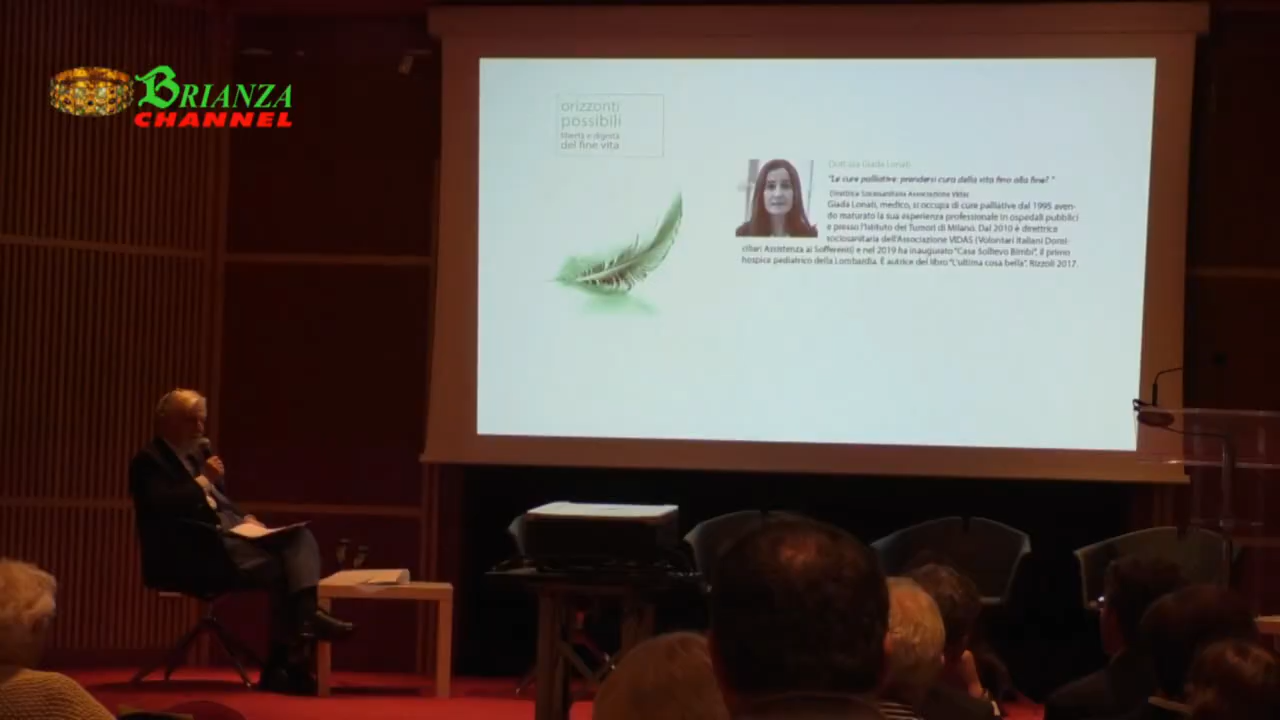 BRIANZA
CHANNEL
orizzonti
possibili
libertà e dignità
del fine vita
Dott.ssa Giada Lonati
"Le cure palliative: prendersi cura della vita fino alla fine? "
Direttrice Sociosanitaria Associazione Vidas
Giada Lonati, medico, si occupa di cure palliative dal 1995 aven-
do maturato la sua esperienza professionale in ospedali pubblici
e presso l'Istituto dei Tumori di Milano. Dal 2010 è direttrice
sociosanitaria dell'Associazione VIDAS (Volontari Italiani Domi-
ciliari Assistenza ai Sofferenti) e nel 2019 ha inaugurato "Casa Sollievo Bimbi", il primo
hospice pediatrico della Lombardia. È autrice del libro "L'ultima cosa bella", Rizzoli 2017.